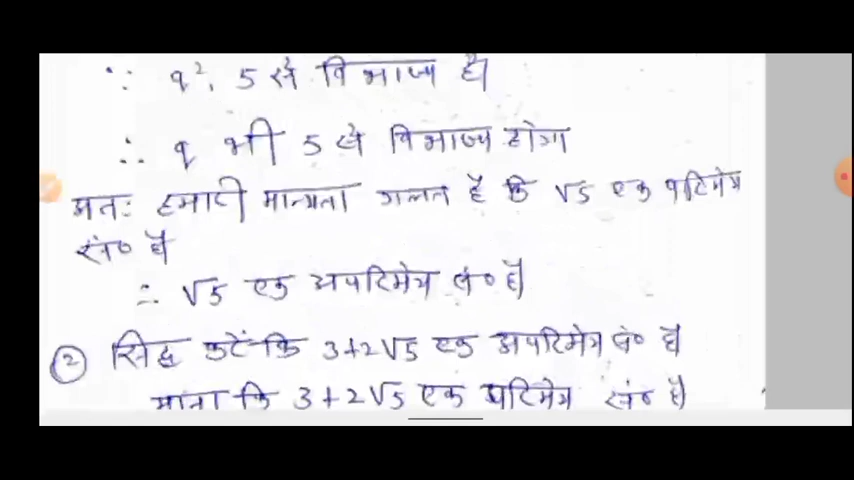 ∵ q², 5 से विभाज्य है।
∴ q भी 5 से विभाज्य होगा
अतः हमारी मान्यता गलत है कि √5 एक परिमेय
सं० है।
∴ √5 एक अपरिमेय सं० है।
② सिद्ध करें कि 3+2√5 एक अपरिमेय सं० है।
माना कि 3+2√5 एक परिमेय सं० है